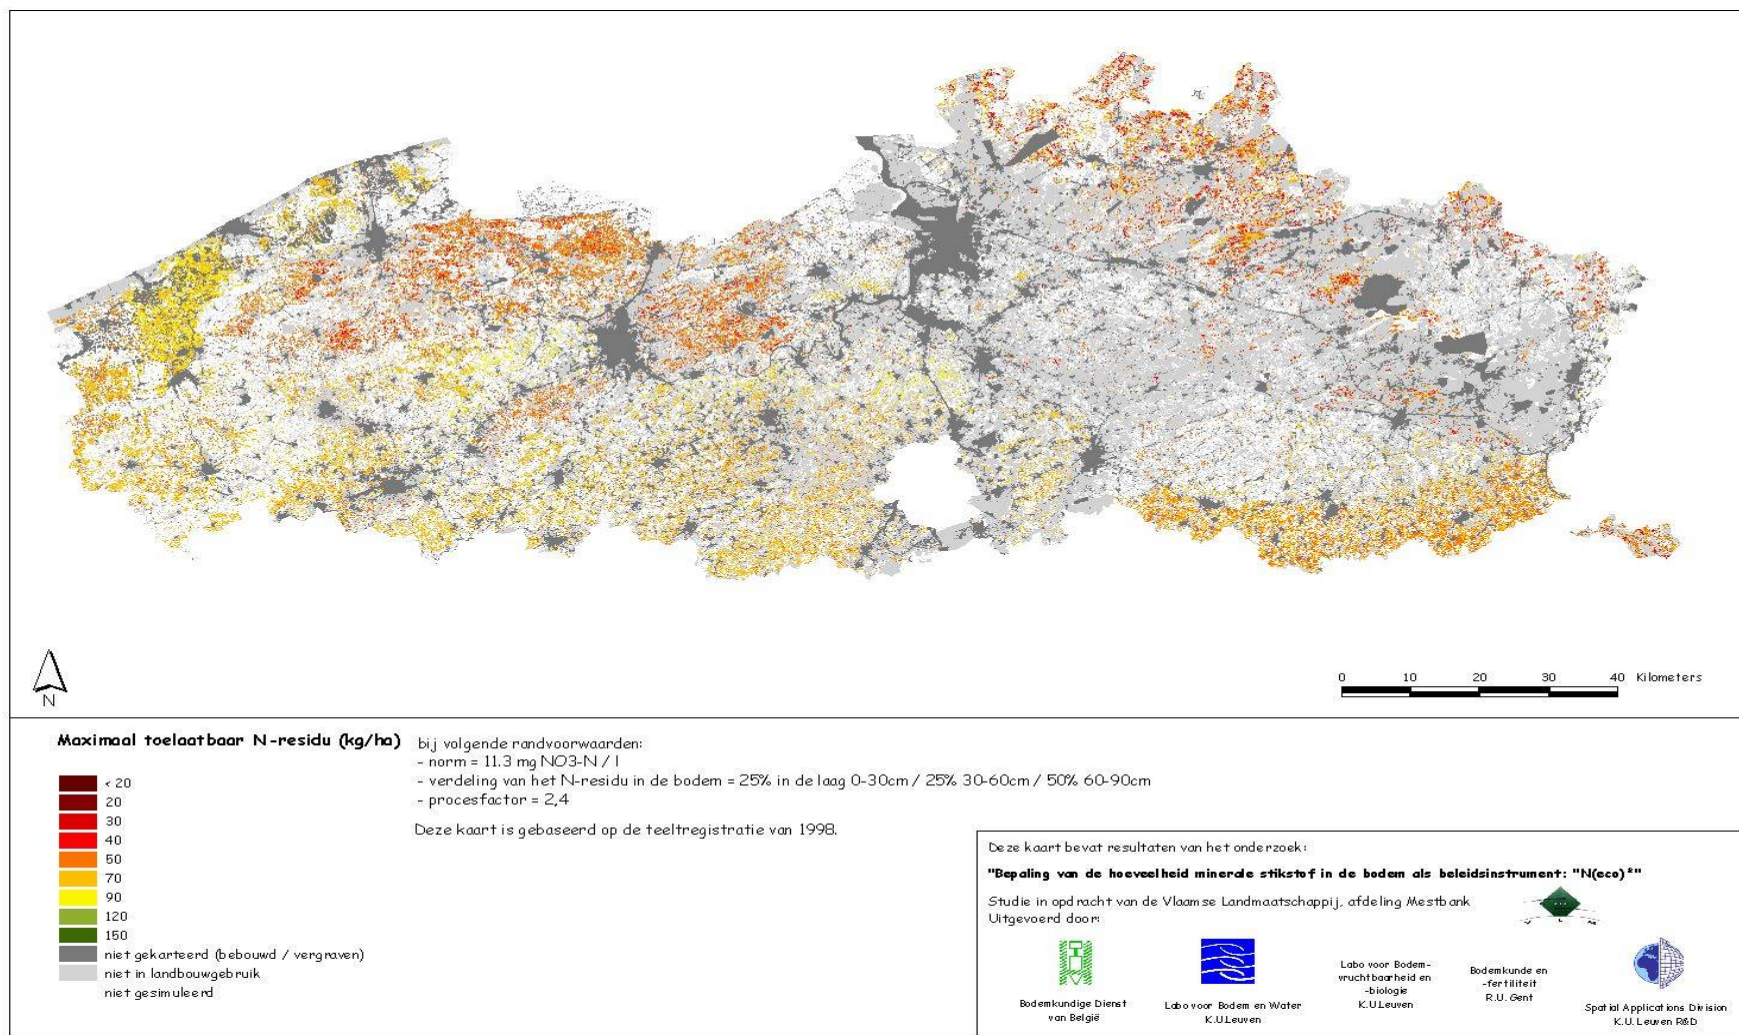 N
0 10 20 30 40 Kilometers
Maximaal toelaatbaar N-residu (kg/ha)
< 20
20
30
40
50
70
90
120
150
niet gekarteerd (bebouwd / vergraven)
niet in landbouwgebruik
niet gesimuleerd
bij volgende randvoorwaarden:
- norm = 11.3 mg NO3-N / l
- verdeling van het N-residu in de bodem = 25% in de laag 0-30cm / 25% 30-60cm / 50% 60-90cm
- procesfactor = 2,4
Deze kaart is gebaseerd op de teeltregistratie van 1998.
Deze kaart bevat resultaten van het onderzoek:
"Bepaling van de hoeveelheid minerale stikstof in de bodem als beleidsinstrument: "N(eco)²"
Studie in opdracht van de Vlaamse Landmaatschappij, afdeling Mestbank
Uitgevoerd door:
Bodemkundige Dienst
van België
Labo voor Bodem en Water
K.U.Leuven
Labo voor Bodem-
vruchtbaarheid en
-biologie
K.U.Leuven
Bodemkunde en
-fertiliteit
R.U. Gent
Spatial Applications Division
K.U. Leuven R&D